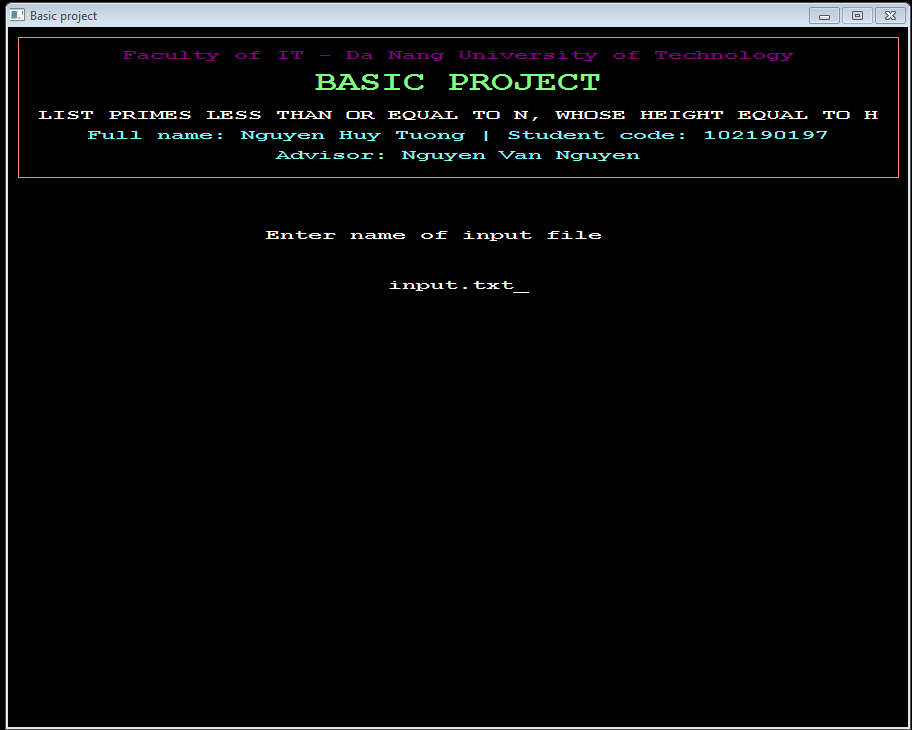 Basic project
Faculty of IT - Da Nang University of Technology
BASIC PROJECT
LIST PRIMES LESS THAN OR EQUAL TO N, WHOSE HEIGHT EQUAL TO H
Full name: Nguyen Huy Tuong | Student code: 102190197
Advisor: Nguyen Van Nguyen
Enter name of input file
input.txt_